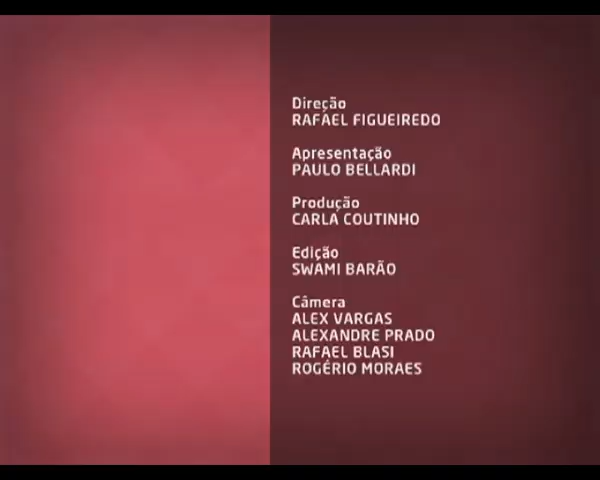 Direção
RAFAEL FIGUEIREDO
Apresentação
PAULO BELLARDI
Produção
CARLA COUTINHO
Edição
SWAMI BARÃO
Câmera
ALEX VARGAS
ALEXANDRE PRADO
RAFAEL BLASI
ROGÉRIO MORAES